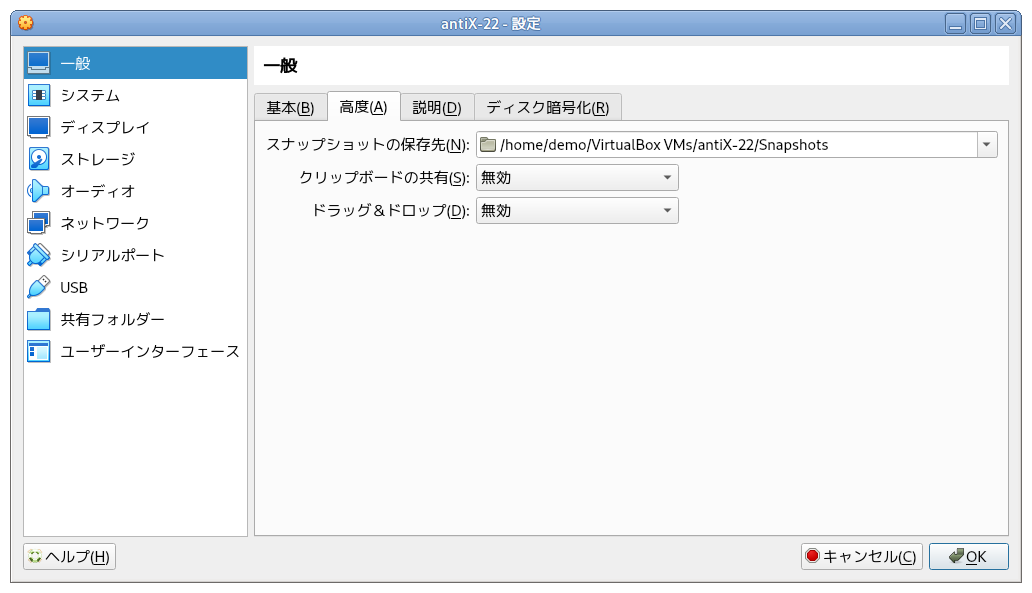 antiX-22 - 設定
一般
システム
ディスプレイ
ストレージ
オーディオ
ネットワーク
シリアルポート
USB
共有フォルダー
ユーザーインターフェース
一般
基本(B) 高度(A) 説明(D) ディスク暗号化(R)
スナップショットの保存先(N): /home/demo/VirtualBox VMs/antiX-22/Snapshots
クリップボードの共有(S): 無効
ドラッグ＆ドロップ(D): 無効
ヘルプ(H) キャンセル(C) OK